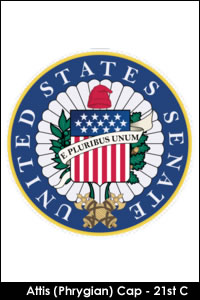 UNITED STATES SENATE
E PLURIBUS UNUM
Attis (Phrygian) Cap - 21st C